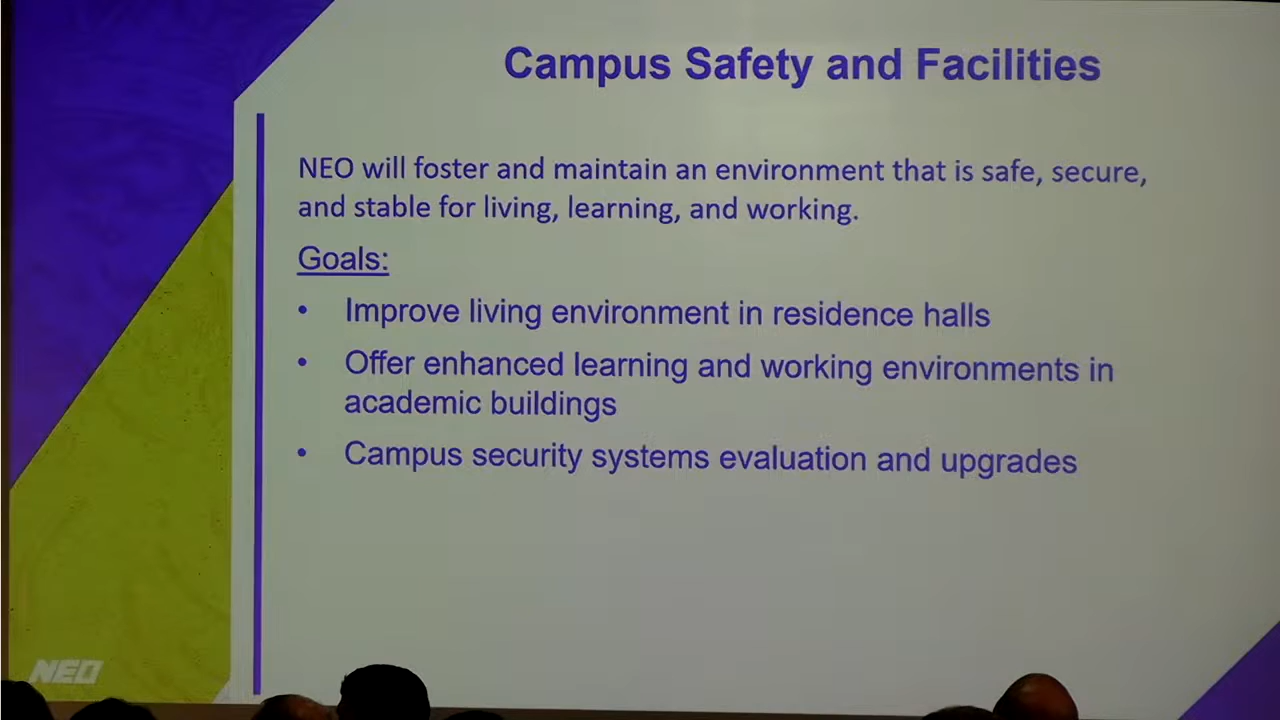 Campus Safety and Facilities
NEO will foster and maintain an environment that is safe, secure,
and stable for living, learning, and working.
Goals:
• Improve living environment in residence halls
• Offer enhanced learning and working environments in
academic buildings
• Campus security systems evaluation and upgrades
NEO